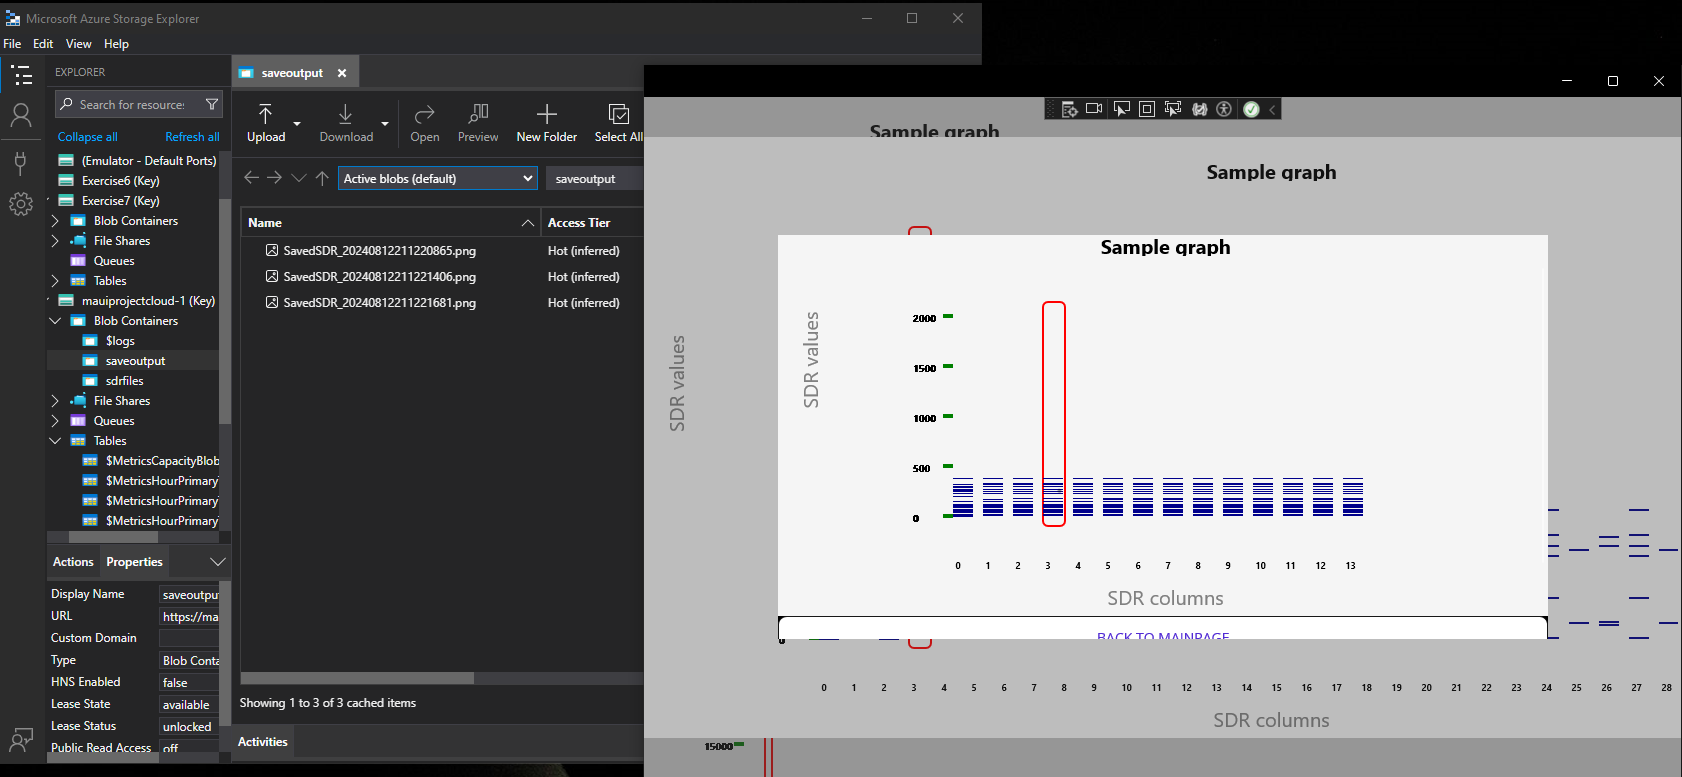 Microsoft Azure Storage Explorer
File Edit View Help
EXPLORER
Search for resource
Collapse all Refresh all
(Emulator - Default Ports)
Exercise6 (Key)
Exercise7 (Key)
Blob Containers
File Shares
Queues
Tables
mauiprojectcloud-1 (Key)
Blob Containers
$logs
saveoutput
sdrfiles
File Shares
Queues
Tables
$MetricsCapacityBlob
$MetricsHourPrimary
$MetricsHourPrimary
$MetricsHourPrimary
Actions Properties
Display Name saveoutpu
URL https://ma
Custom Domain
Type Blob Conta
HNS Enabled false
Lease State available
Lease Status unlocked
Public Read Access off
saveoutput
Upload Download Open Preview New Folder Select All
Active blobs (default) saveoutput
Name Access Tier
SavedSDR_20240812211220865.png Hot (inferred)
SavedSDR_20240812211221406.png Hot (inferred)
SavedSDR_20240812211221681.png Hot (inferred)
Showing 1 to 3 of 3 cached items
Activities
Sample graph
Sample graph
Sample graph
SDR values
SDR values
2000
1500
1000
500
0
0 1 2 3 4 5 6 7 8 9 10 11 12 13
SDR columns
BACK TO MAINPAGE
0
0 1 2 3 4 5 6 7 8 9 10 11 12 13 14 15 16 17 18 19 20 21 22 23 24 25 26 27 28
SDR columns
15000